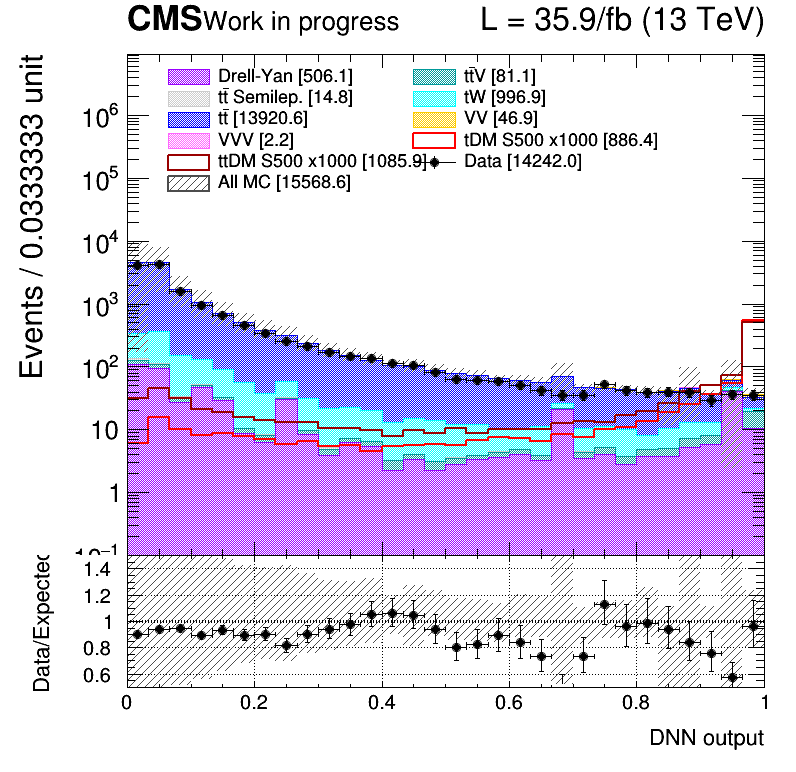 CMS Work in progress L = 35.9/fb (13 TeV)
Events / 0.0333333 unit
Drell-Yan [506.1] tt̄V [81.1]
tt̄ Semilep. [14.8] tW [996.9]
tt̄ [13920.6] VV [46.9]
VVV [2.2] tDM S500 x1000 [886.4]
ttDM S500 x1000 [1085.9] Data [14242.0]
All MC [15568.6]
10⁶
10⁵
10⁴
10³
10²
10
1
10⁻¹
Data/Expected
1.4
1.2
1
0.8
0.6
0 0.2 0.4 0.6 0.8 1
DNN output